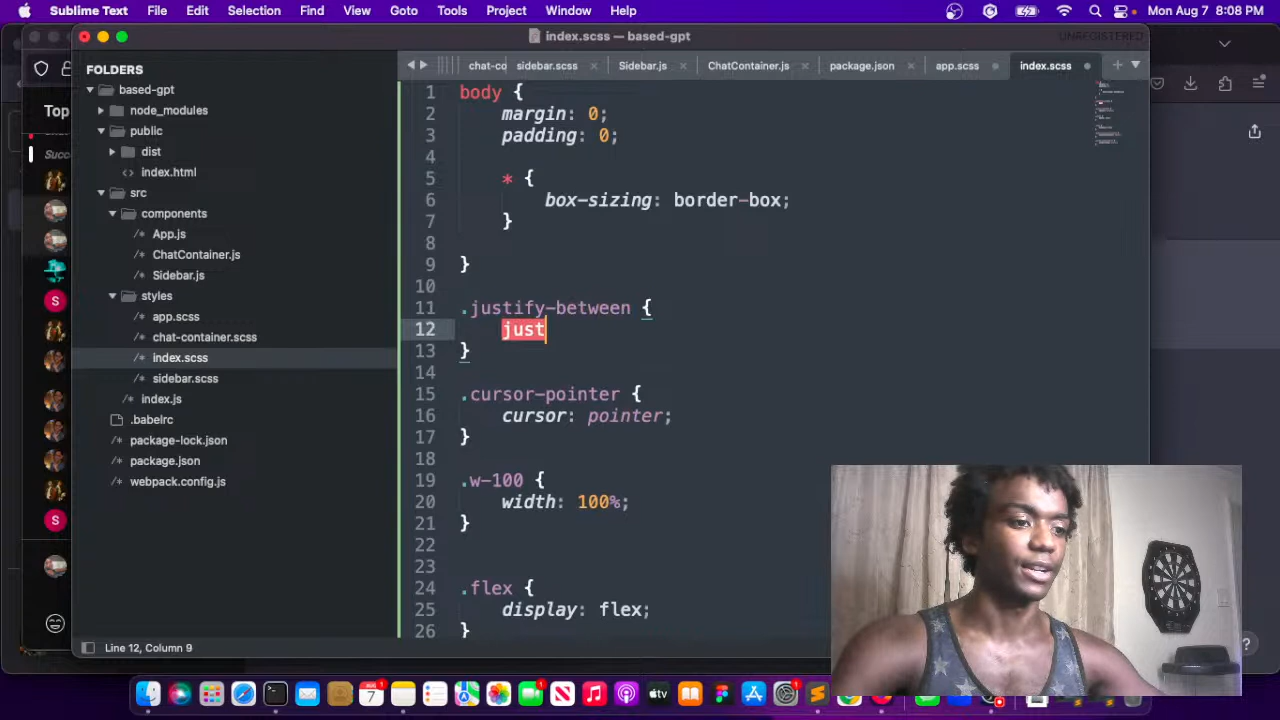 Sublime Text File Edit Selection Find View Goto Tools Project Window Help Mon Aug 7 8:08 PM
index.scss — based-gpt
UNREGISTERED
FOLDERS
based-gpt
node_modules
public
dist
index.html
src
components
App.js
ChatContainer.js
Sidebar.js
styles
app.scss
chat-container.scss
index.scss
sidebar.scss
index.js
.babelrc
package-lock.json
package.json
webpack.config.js
Top
Succ
S
S
chat-co sidebar.scss Sidebar.js ChatContainer.js package.json app.scss index.scss
1 body {
2 margin: 0;
3 padding: 0;
4
5 * {
6 box-sizing: border-box;
7 }
8
9 }
10
11 .justify-between {
12 just
13 }
14
15 .cursor-pointer {
16 cursor: pointer;
17 }
18
19 .w-100 {
20 width: 100%;
21 }
22
23
24 .flex {
25 display: flex;
26 }
Line 12, Column 9